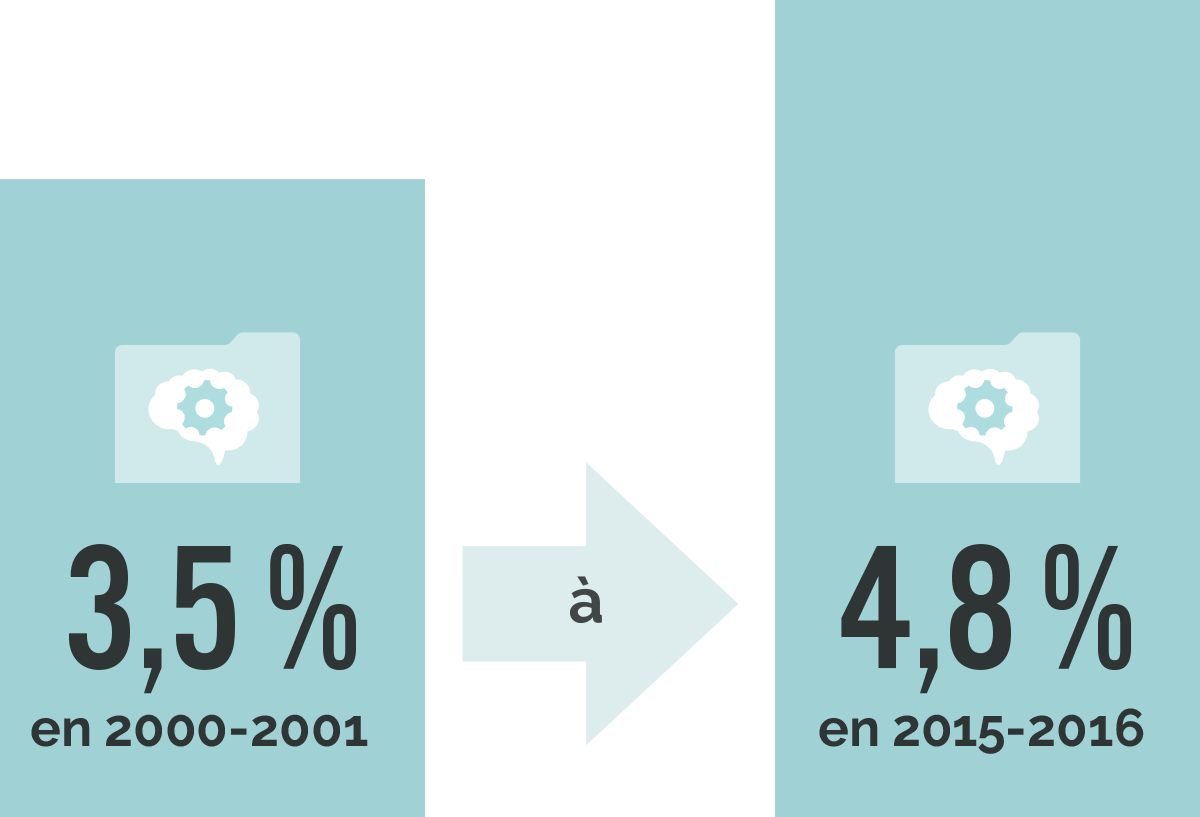 3,5 %
en 2000-2001
à
4,8 %
en 2015-2016